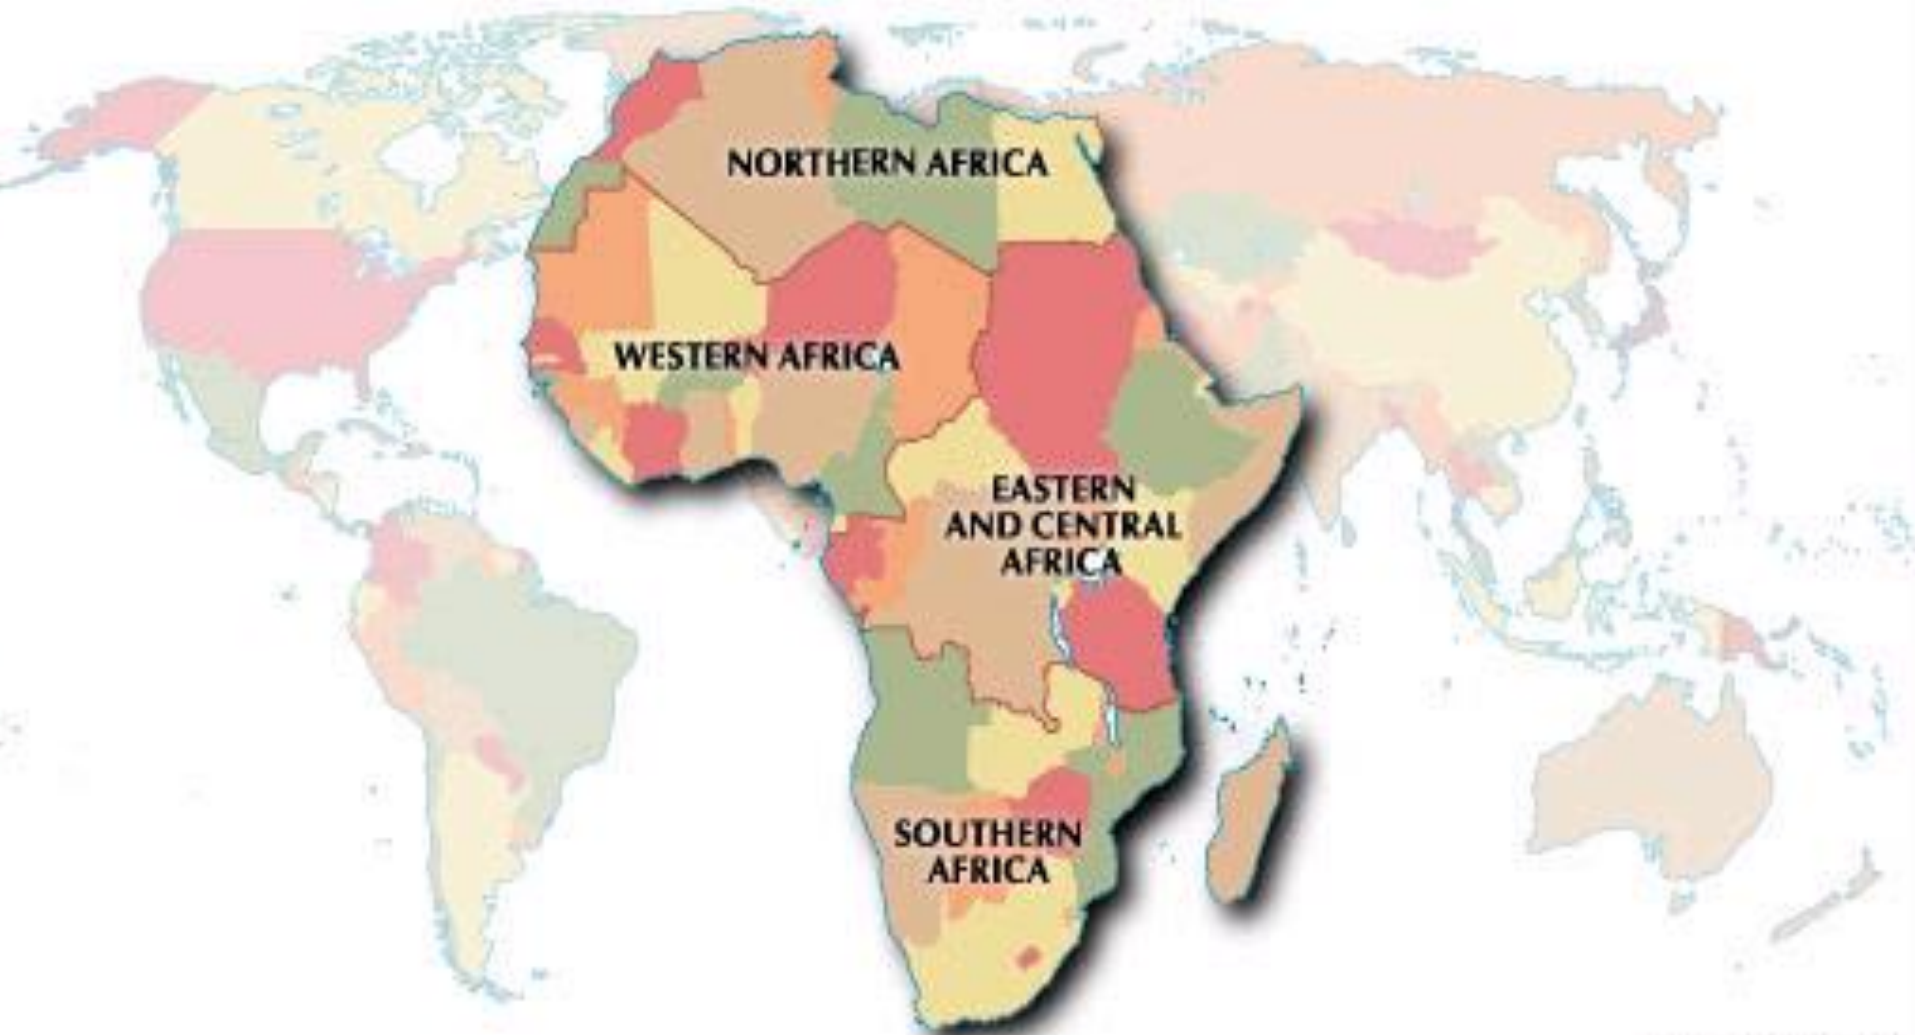 NORTHERN AFRICA
WESTERN AFRICA
EASTERN
AND CENTRAL
AFRICA
SOUTHERN
AFRICA